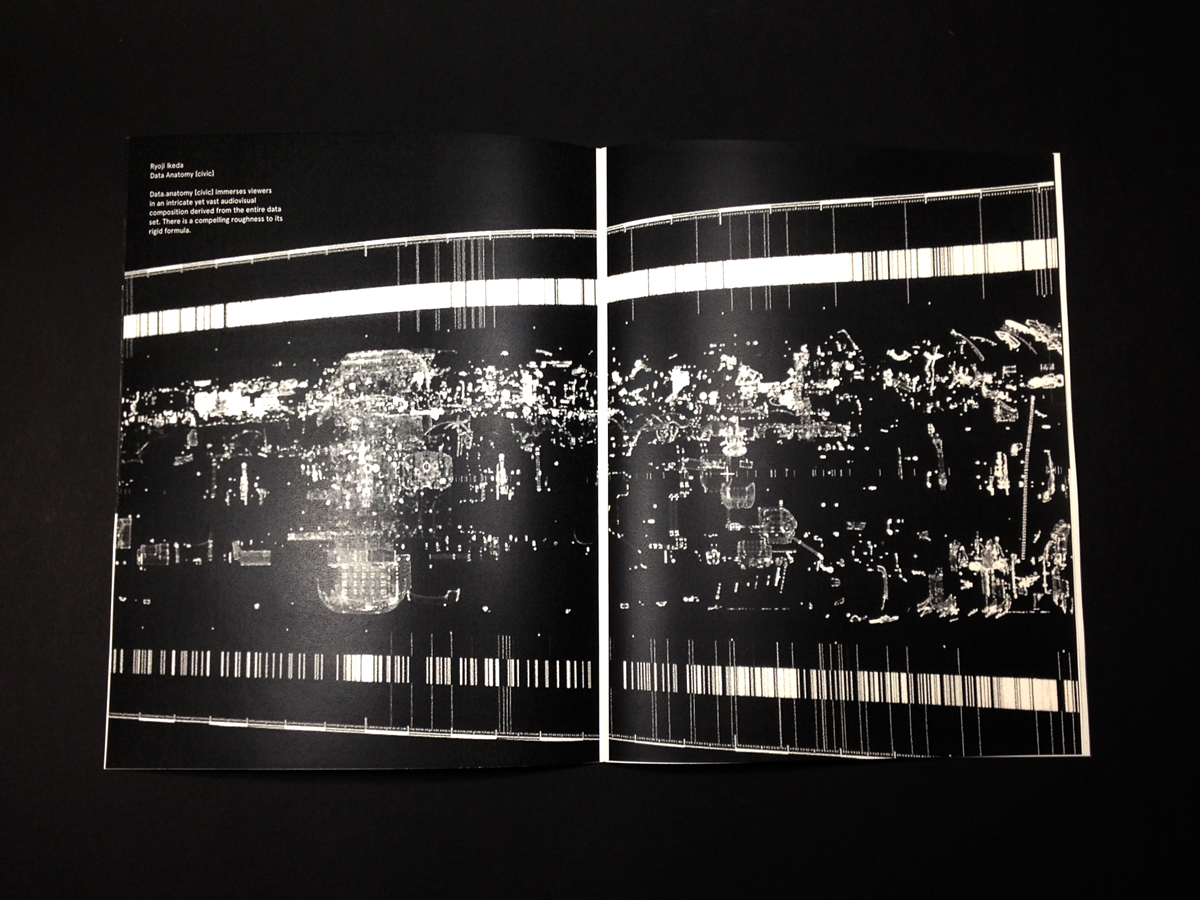 Ryoji Ikeda
Data Anatomy [civic]
Data.anatomy [civic] immerses viewers
in an intricate yet vast audiovisual
composition derived from the entire data
set. There is a compelling roughness to its
rigid formula.